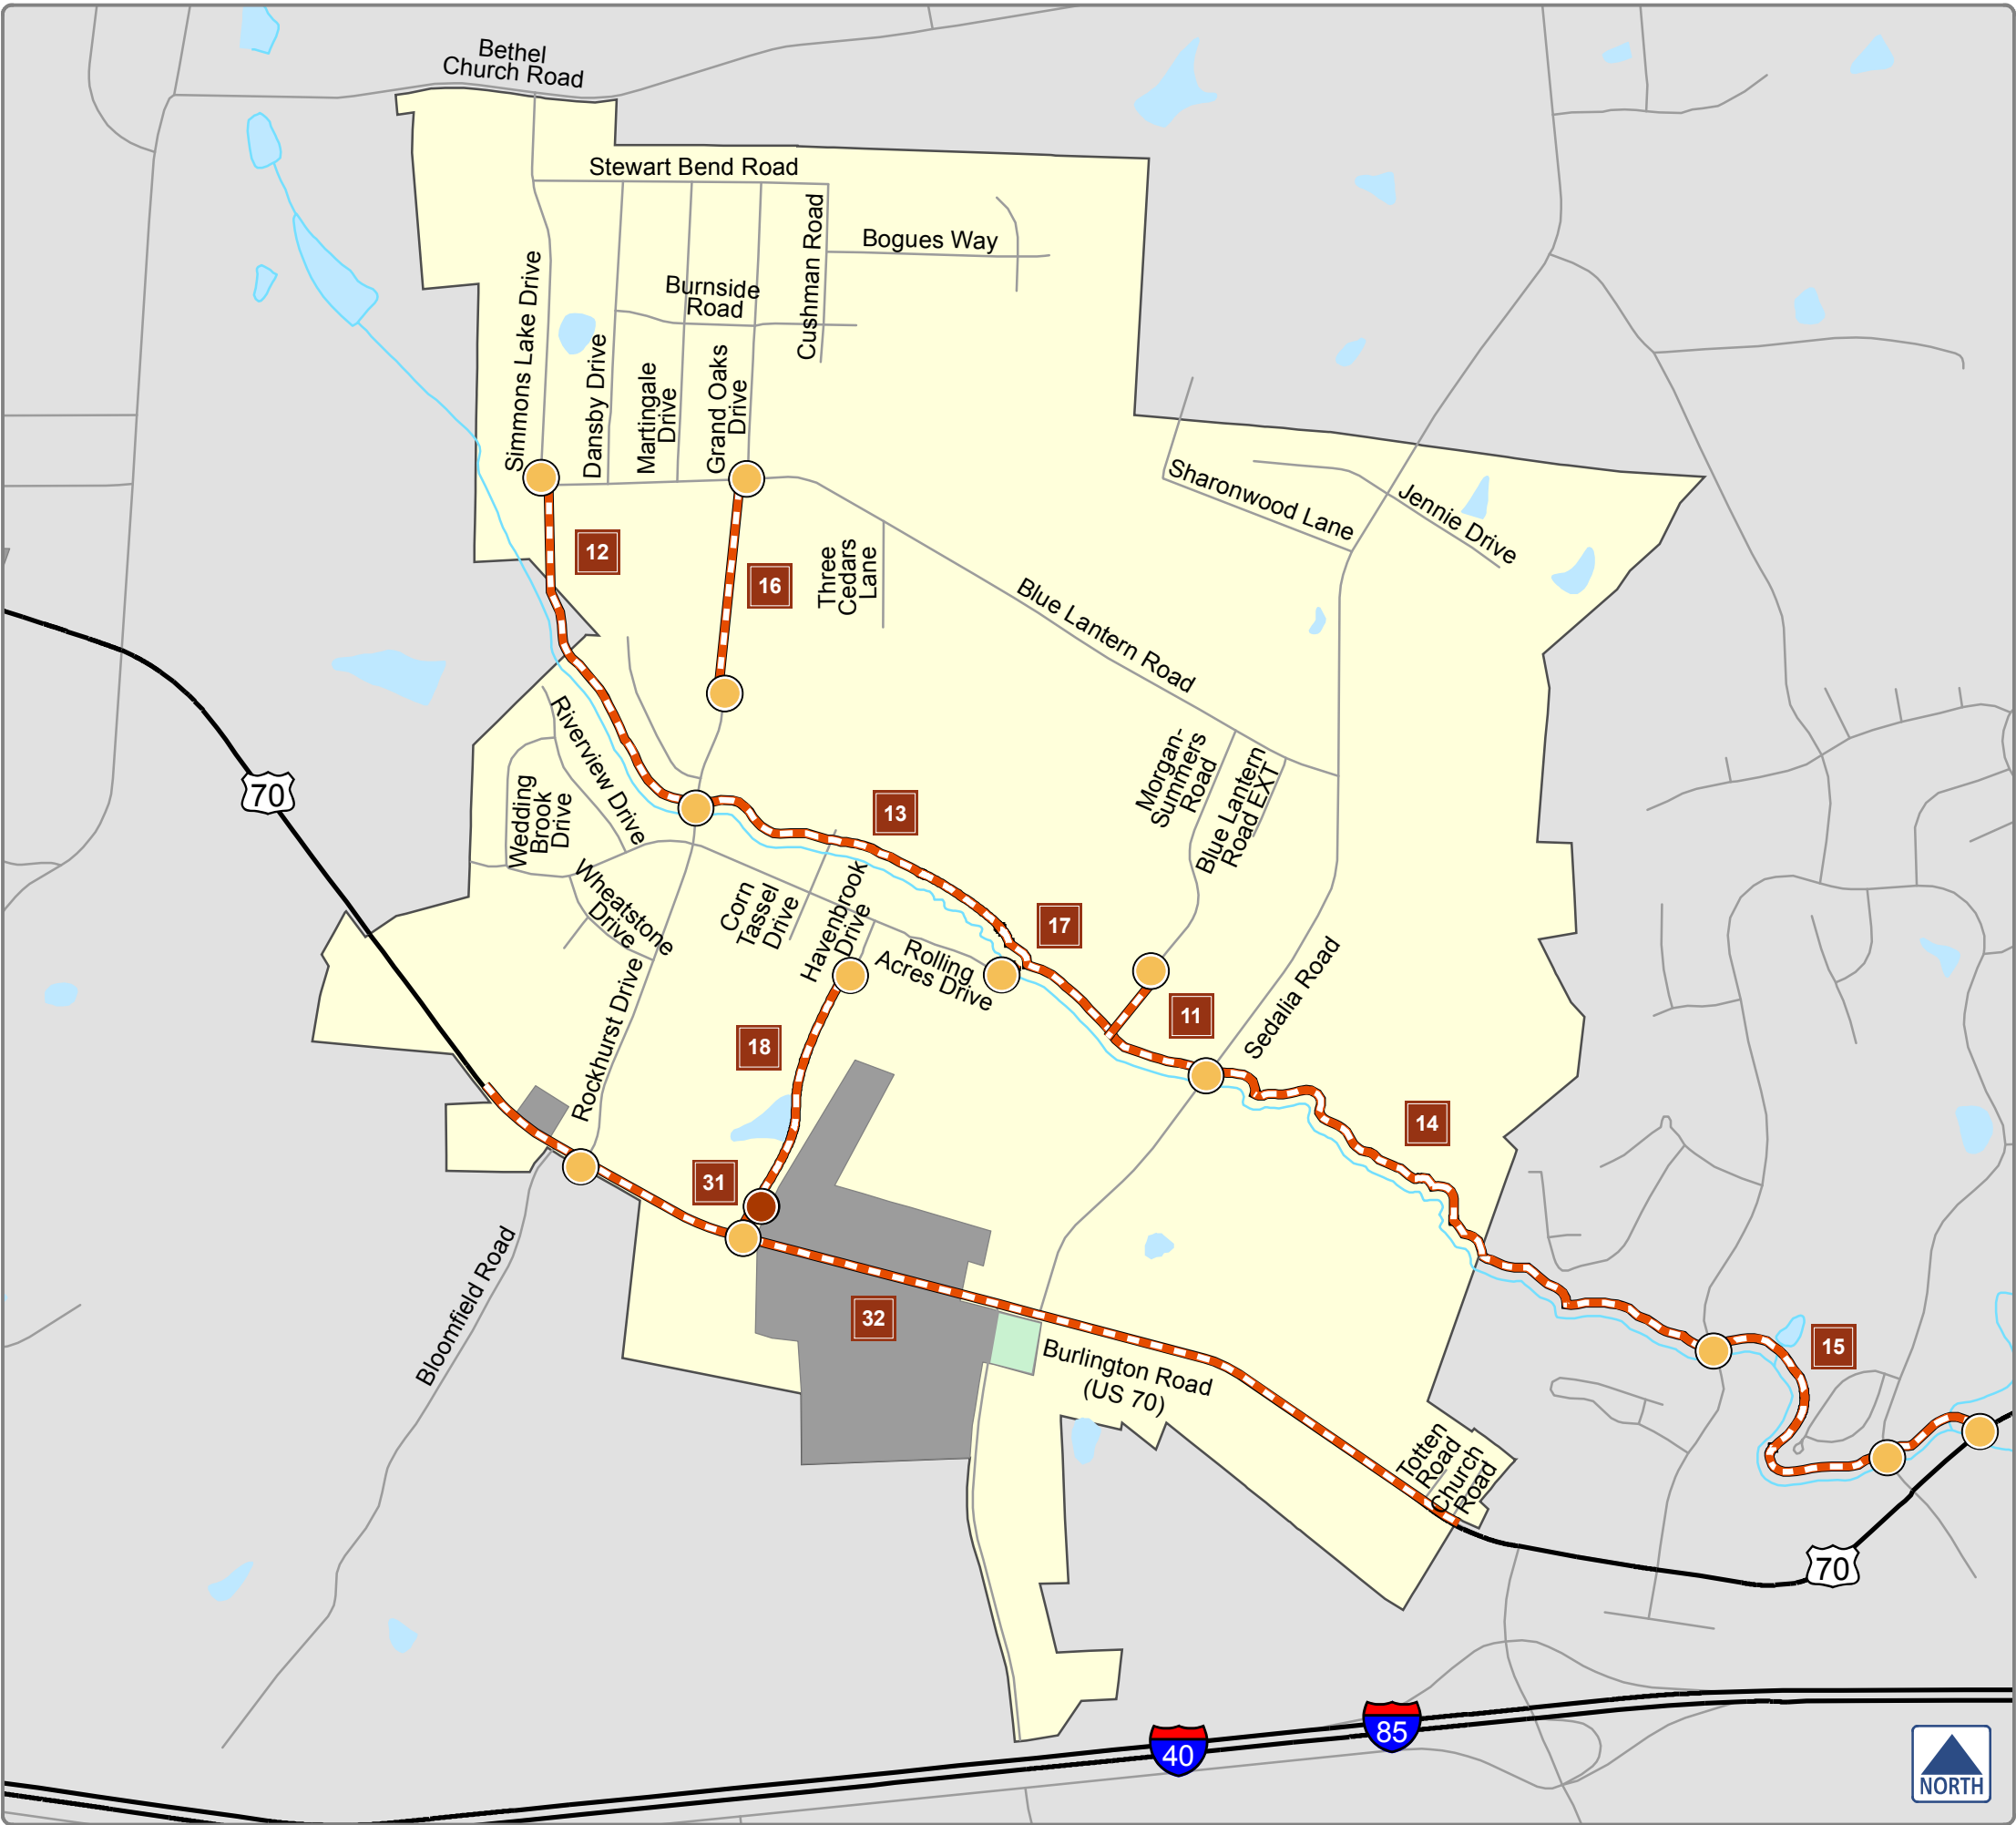 Bethel
Church Road
Stewart Bend Road
Cushman Road
Bogues Way
Burnside
Road
Simmons Lake Drive
Dansby Drive
Martingale
Drive
Grand Oaks
Drive
Sharonwood Lane
Jennie Drive
12
16
Three
Cedars
Lane
Blue Lantern Road
Riverview Drive
Morgan-
Summers
Road
Blue Lantern
Road EXT
70
Wedding
Brook
Drive
13
Wheatstone
Drive
Corn
Tassel
Drive
Havenbrook
Drive
17
Rolling
Acres Drive
Sedalia Road
11
Rockhurst Drive
18
14
31
Bloomfield Road
32
15
Burlington Road
(US 70)
Totten
Road
Church
Road
70
85
40
NORTH